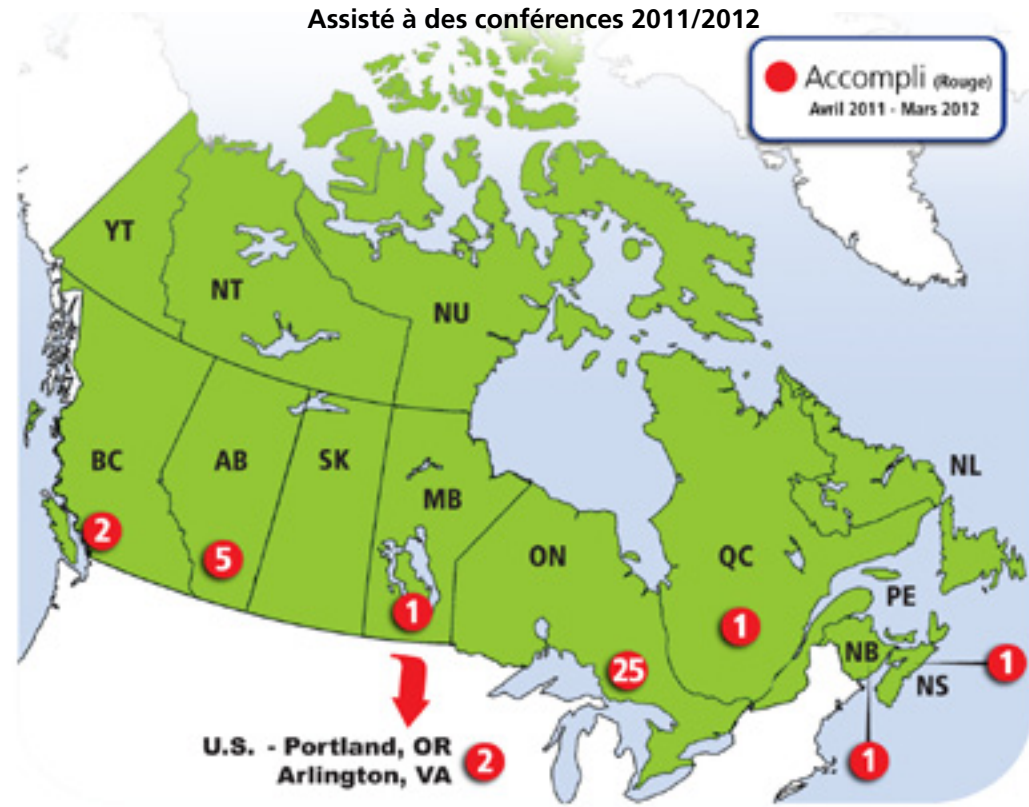 Assisté à des conférences 2011/2012
Accompli (Rouge)
Avril 2011 - Mars 2012
YT
NT
NU
BC
AB
SK
MB
ON
QC
NL
PE
NB
NS
2
5
1
25
1
1
1
U.S. - Portland, OR
Arlington, VA
2